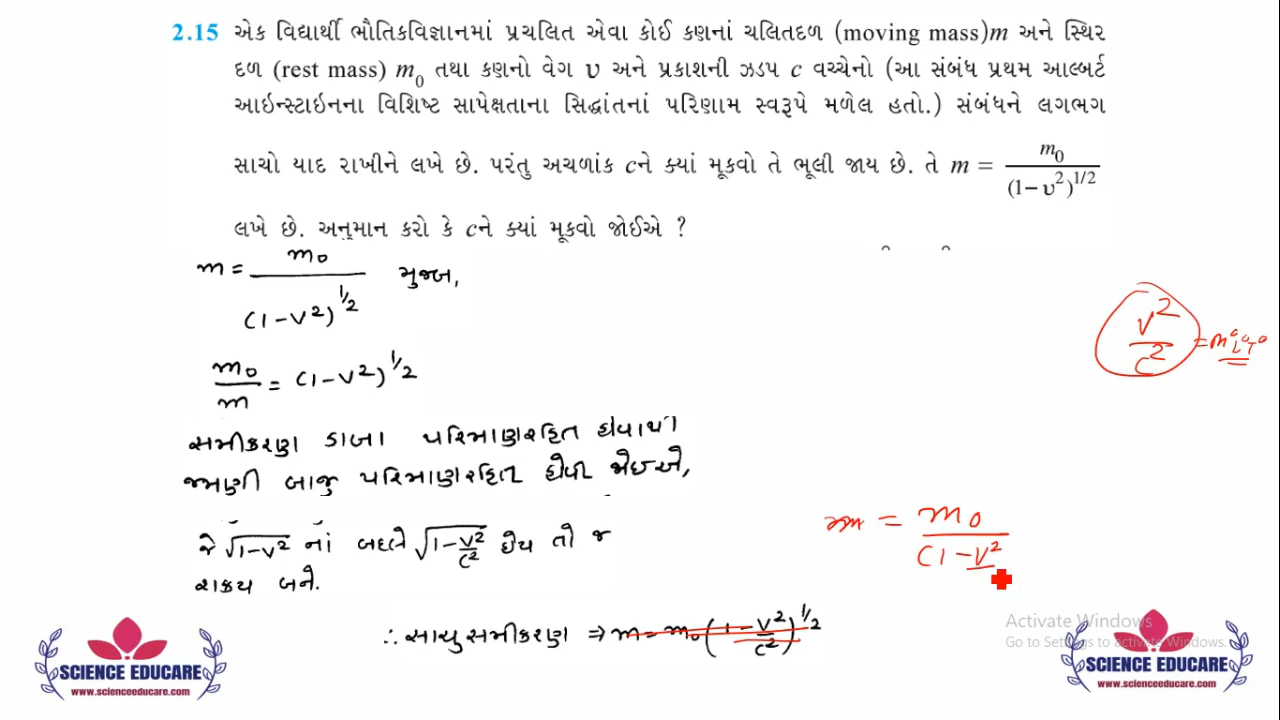 2.15 એક વિદ્યાર્થી ભૌતિકવિજ્ઞાનમાં પ્રચલિત એવા કોઈ કણનાં ચલિતદળ (moving mass)m અને સ્થિર
દળ (rest mass) m₀ તથા કણનો વેગ υ અને પ્રકાશની ઝડપ c વચ્ચેનો (આ સંબંધ પ્રથમ આલ્બર્ટ
આઇન્સ્ટાઇનના વિશિષ્ટ સાપેક્ષતાના સિદ્ધાંતનાં પરિણામ સ્વરૂપે મળેલ હતો.) સંબંધને લગભગ
સાચો યાદ રાખીને લખે છે. પરંતુ અચળાંક cને ક્યાં મૂકવો તે ભૂલી જાય છે. તે m = m₀ / (1–υ²)^1/2
લખે છે. અનુમાન કરો કે cને ક્યાં મૂકવો જોઈએ ?
m = m₀ / (1-v²)^1/2 મુજબ,
m₀/m = (1-v²)^1/2
v²/c² = M⁰L⁰T⁰
સમીકરણ ડાબા પરિમાણરહિત હોવાથી
જમણી બાજુ પરિમાણરહિત હોવી જોઇએ,
જે √1-v² નાં બદલે √1-v²/c² હોય તો જ
શક્ય બને.
m = m₀ / (1-v²
∴ સાચુ સમીકરણ ⇒ m = m₀ (1-v²/c²)^1/2
Activate Windows
Go to Settings to activate Windows.
SCIENCE EDUCARE
www.scienceeducare.com
SCIENCE EDUCARE
www.scienceeducare.com